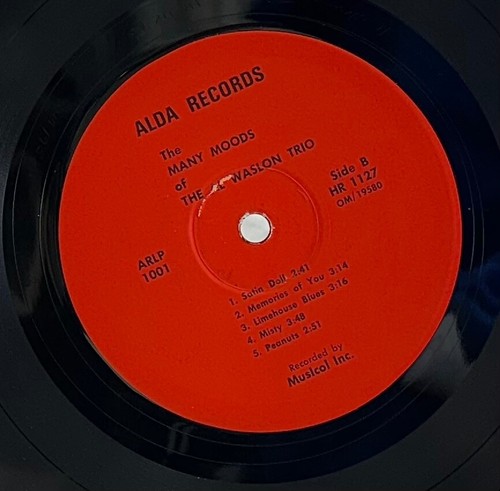 ALDA RECORDS
The
MANY MOODS
of
THE AL WASLON TRIO
Side B
HR 1127
OM/19580
ARLP
1001
1. Satin Doll 2:41
2. Memories of You 3:14
3. Limehouse Blues 3:16
4. Misty 3:48
5. Peanuts 2:51
Recorded by
Musicol Inc.